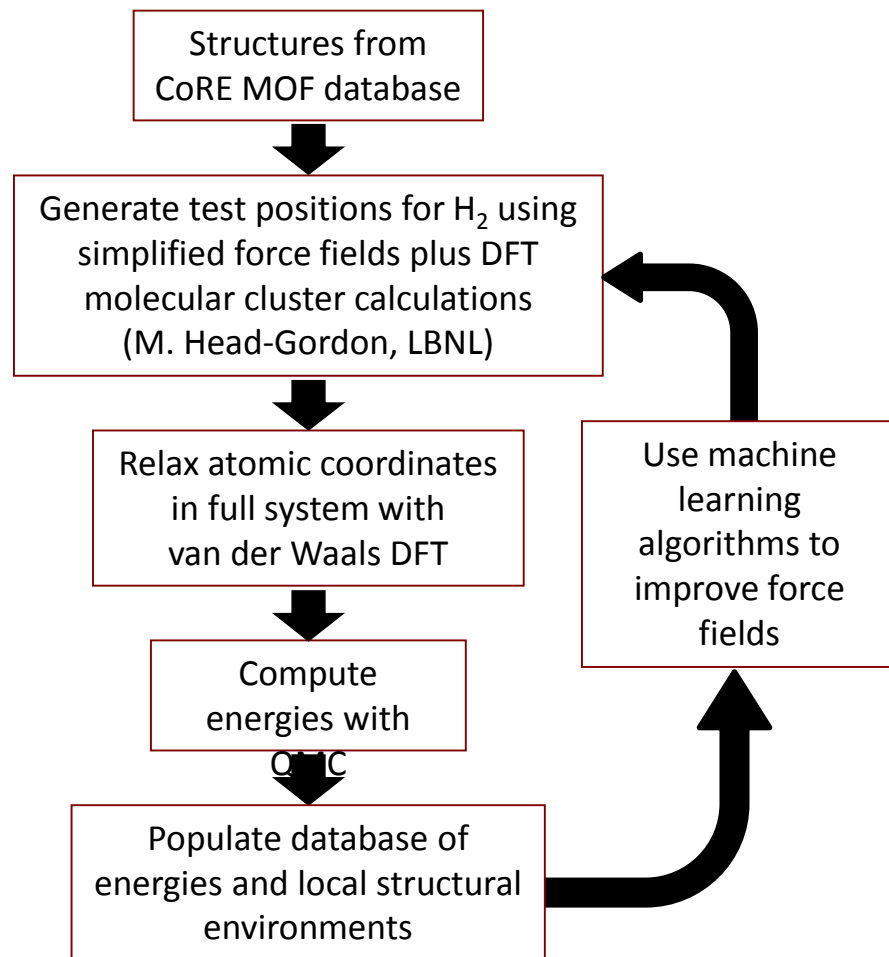 Structures from
CoRE MOF database
Generate test positions for H₂ using
simplified force fields plus DFT
molecular cluster calculations
(M. Head-Gordon, LBNL)
Relax atomic coordinates
in full system with
van der Waals DFT
Compute
energies with
QMC
Populate database of
energies and local structural
environments
Use machine
learning
algorithms to
improve force
fields